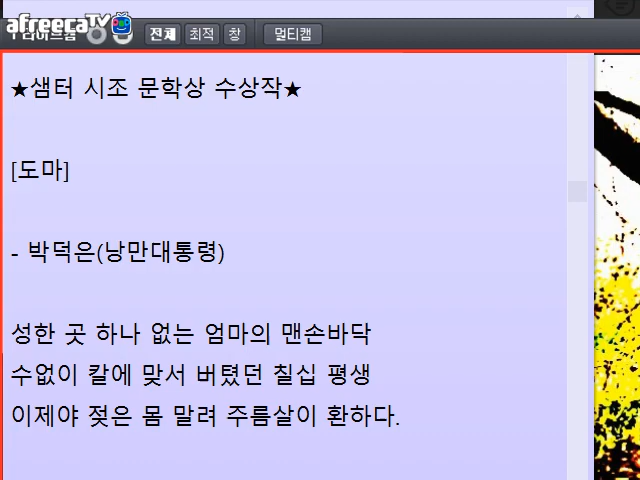 afreecaTV
전체 최적 창 멀티캡
★샘터 시조 문학상 수상작★
[도마]
- 박덕은(낭만대통령)
성한 곳 하나 없는 엄마의 맨손바닥
수없이 칼에 맞서 버텼던 칠십 평생
이제야 젖은 몸 말려 주름살이 환하다.